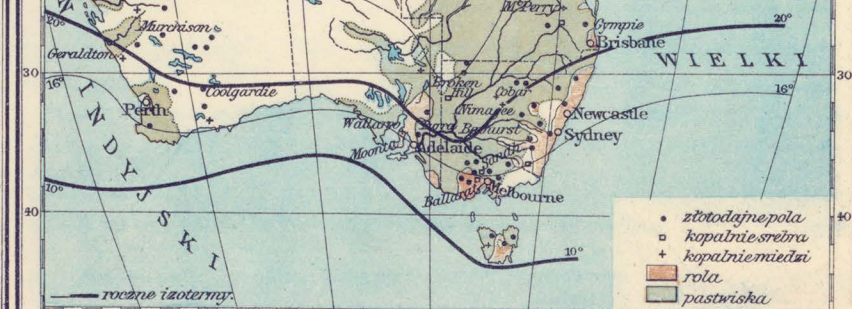 Mc Perry
Murchison
20°
Gympie
20°
Brisbane
Geraldton
WIELKI
30
30
16°
Broken
Hill
Cobar
16°
Coolgardie
Nimagee
Perth
Newcastle
Wallaroo
Bathurst
Sydney
Moonta
Adelaide
INDYJSKI
10°
Ballarat
Melbourne
40
40
złotodajne pola
kopalnie srebra
10°
kopalnie miedzi
rola
roczne izotermy.
pastwiska